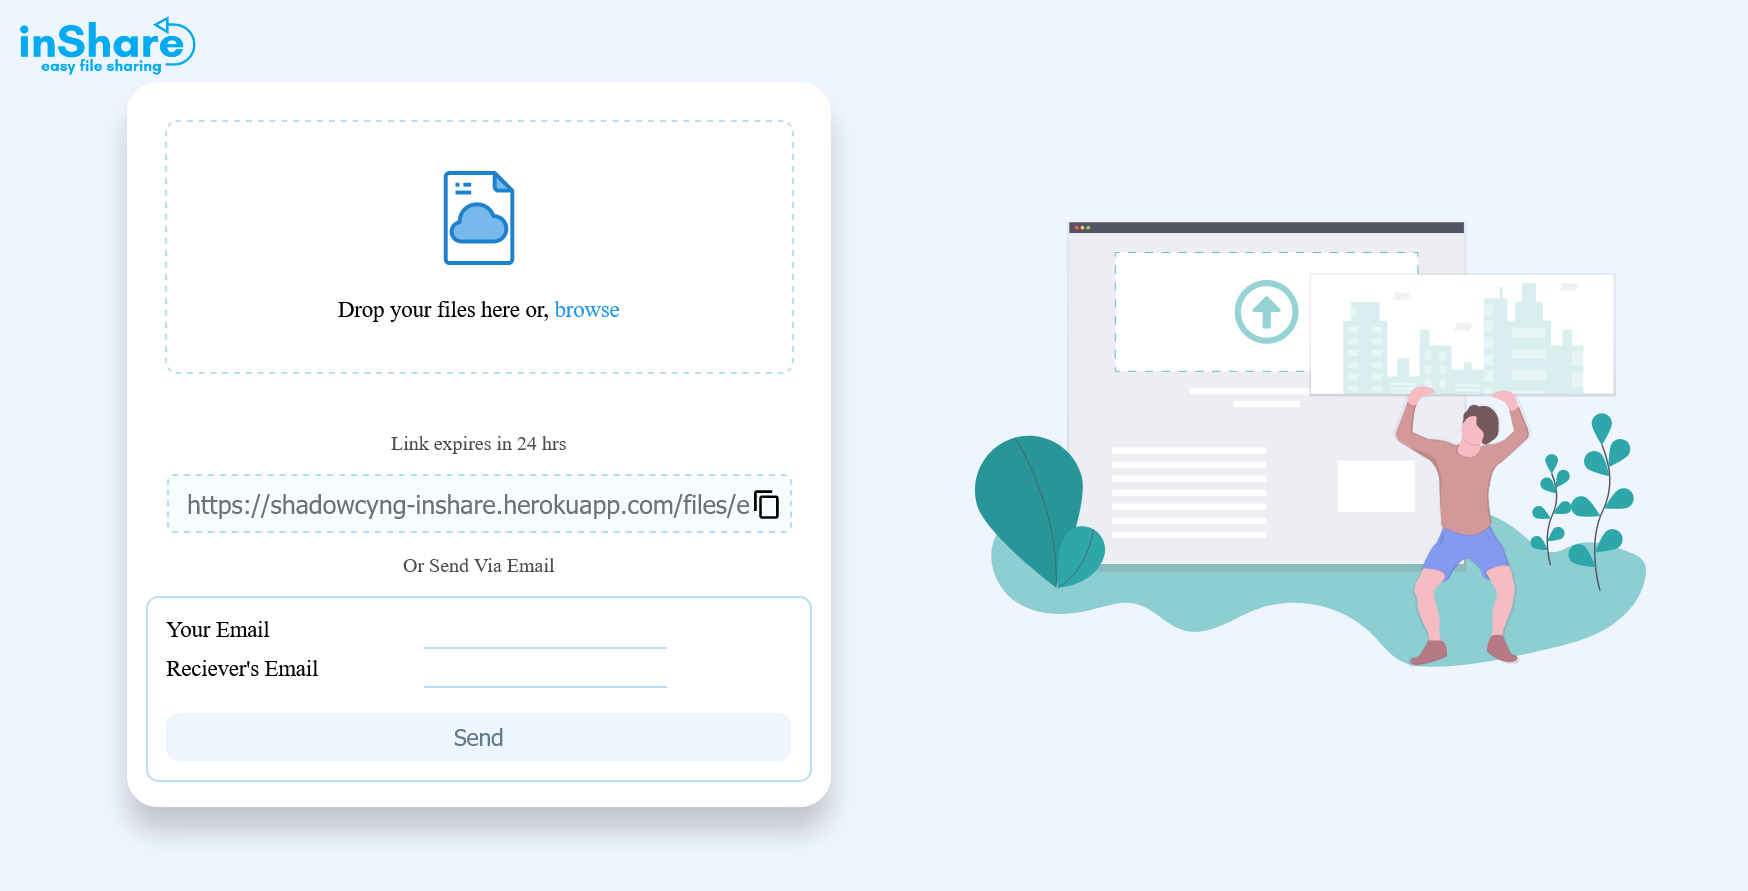 inShare
easy file sharing
Drop your files here or, browse
Link expires in 24 hrs
https://shadowcyng-inshare.herokuapp.com/files/e
Or Send Via Email
Your Email
Reciever's Email
Send